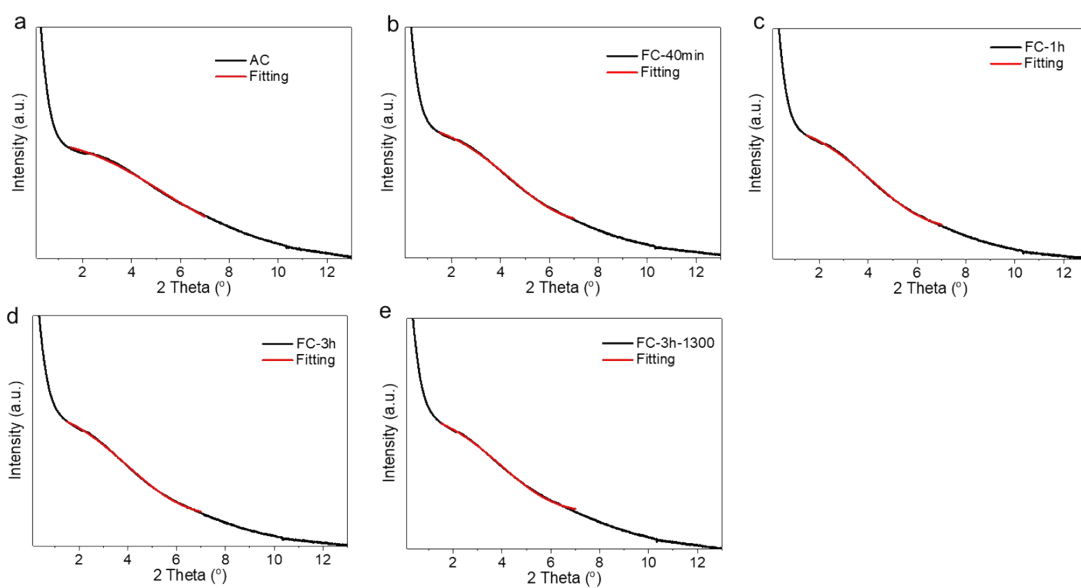 a
AC
Fitting
Intensity (a.u.)
2 4 6 8 10 12
2 Theta (º)
b
FC-40min
Fitting
Intensity (a.u.)
2 4 6 8 10 12
2 Theta (º)
c
FC-1h
Fitting
Intensity (a.u.)
2 4 6 8 10 12
2 Theta (º)
d
FC-3h
Fitting
Intensity (a.u.)
2 4 6 8 10 12
2 Theta (º)
e
FC-3h-1300
Fitting
Intensity (a.u.)
2 4 6 8 10 12
2 Theta (º)